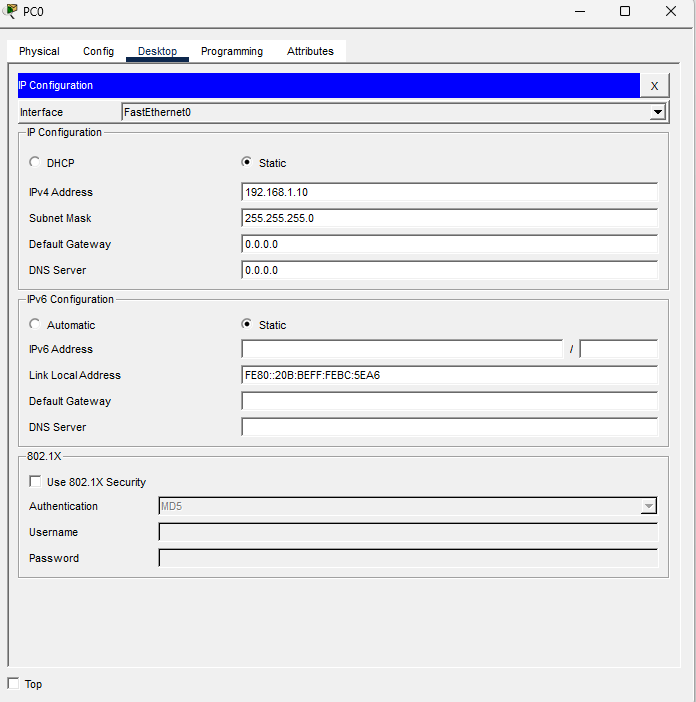 PC0
Physical Config Desktop Programming Attributes
IP Configuration X
Interface FastEthernet0
IP Configuration
DHCP Static
IPv4 Address 192.168.1.10
Subnet Mask 255.255.255.0
Default Gateway 0.0.0.0
DNS Server 0.0.0.0
IPv6 Configuration
Automatic Static
IPv6 Address /
Link Local Address FE80::20B:BEFF:FEBC:5EA6
Default Gateway
DNS Server
802.1X
Use 802.1X Security
Authentication MD5
Username
Password
Top